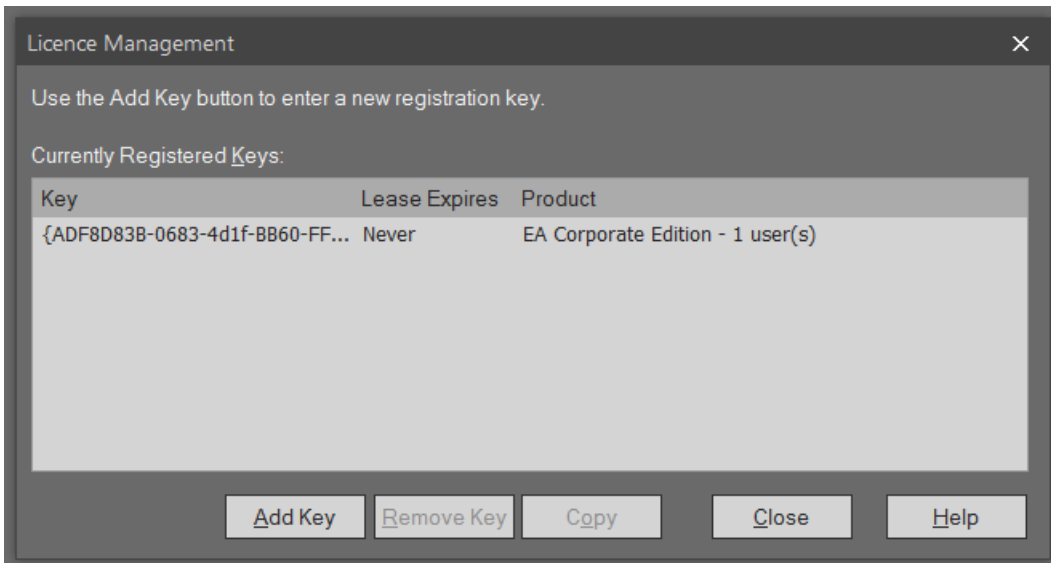 Licence Management
Use the Add Key button to enter a new registration key.
Currently Registered Keys:
Key Lease Expires Product
{ADF8D83B-0683-4d1f-BB60-FF... Never EA Corporate Edition - 1 user(s)
Add Key Remove Key Copy Close Help